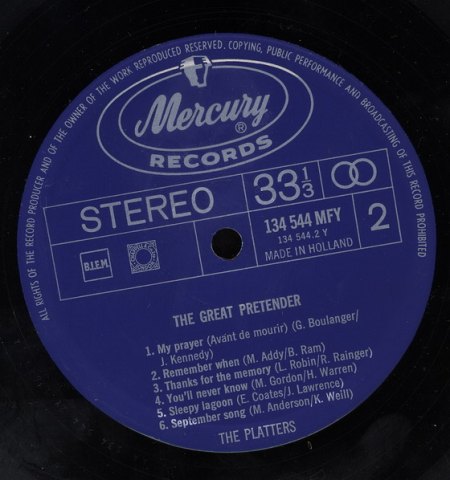 ALL RIGHTS OF THE RECORD PRODUCER AND OF THE OWNER OF THE WORK REPRODUCED RESERVED. COPYING, PUBLIC PERFORMANCE AND BROADCASTING OF THIS RECORD PROHIBITED
Mercury ®
RECORDS
STEREO
33 1/3
134 544 MFY
134 544.2 Y
MADE IN HOLLAND
2
B.I.E.M.
THE GREAT PRETENDER
1. My prayer (Avant de mourir) (G. Boulanger/
J. Kennedy)
2. Remember when (M. Addy/B. Ram)
3. Thanks for the memory (L. Robin/R. Rainger)
4. You'll never know (M. Gordon/H. Warren)
5. Sleepy lagoon (E. Coates/J. Lawrence)
6. September song (M. Anderson/K. Weill)
THE PLATTERS